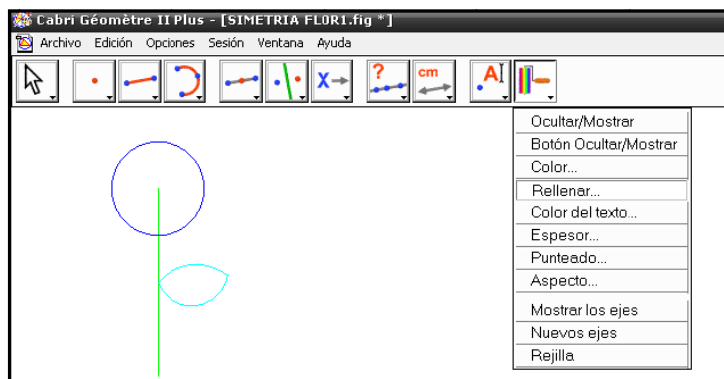 Cabri Géomètre II Plus - [SIMETRIA FLOR1.fig *]
Archivo Edición Opciones Sesión Ventana Ayuda
X
?
cm
A
Ocultar/Mostrar
Botón Ocultar/Mostrar
Color...
Rellenar...
Color del texto...
Espesor...
Punteado...
Aspecto...
Mostrar los ejes
Nuevos ejes
Rejilla